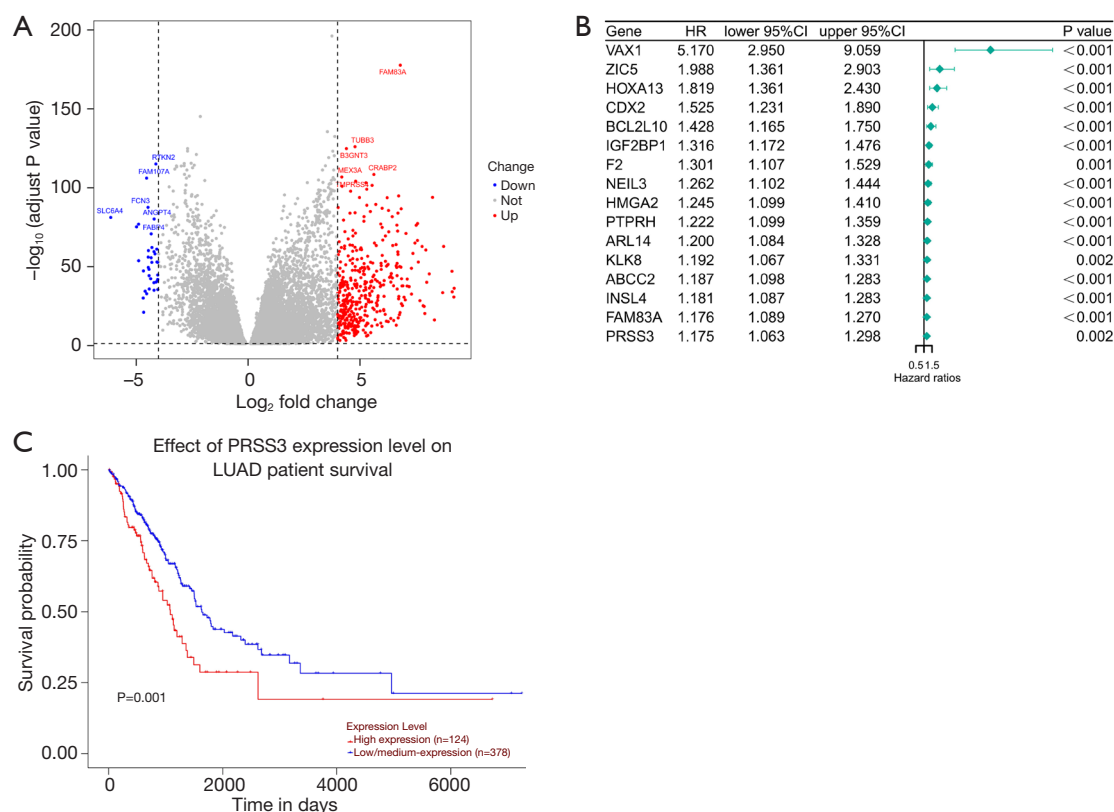 A
200
150
100
50
0
–log10 (adjust P value)
–5
0
5
Log2 fold change
FAM83A
TUBB3
B3GNT3
CRABP2
MEX3A
RTKN2
FAM107A
FCN3
SLC6A4
ANGPT4
FABP4
Change
Down
Not
Up
B
Gene HR lower 95%CI upper 95%CI P value
VAX1 5.170 2.950 9.059 <0.001
ZIC5 1.988 1.361 2.903 <0.001
HOXA13 1.819 1.361 2.430 <0.001
CDX2 1.525 1.231 1.890 <0.001
BCL2L10 1.428 1.165 1.750 <0.001
IGF2BP1 1.316 1.172 1.476 <0.001
F2 1.301 1.107 1.529 0.001
NEIL3 1.262 1.102 1.444 <0.001
HMGA2 1.245 1.099 1.410 <0.001
PTPRH 1.222 1.099 1.359 <0.001
ARL14 1.200 1.084 1.328 <0.001
KLK8 1.192 1.067 1.331 0.002
ABCC2 1.187 1.098 1.283 <0.001
INSL4 1.181 1.087 1.283 <0.001
FAM83A 1.176 1.089 1.270 <0.001
PRSS3 1.175 1.063 1.298 0.002
0.51.5
Hazard ratios
C
Effect of PRSS3 expression level on
LUAD patient survival
1.00
0.75
0.50
0.25
0.00
Survival probability
P=0.001
Expression Level
High expression (n=124)
Low/medium-expression (n=378)
0
2000
4000
6000
Time in days